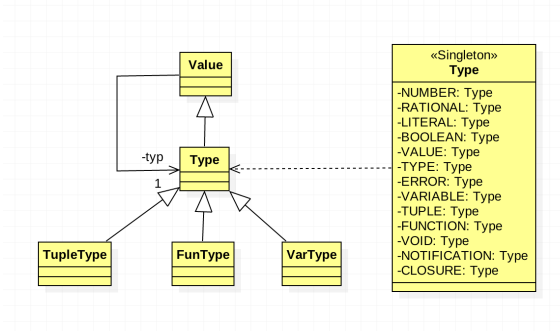 Value
-typ
Type
1
TupleType
FunType
VarType
«Singleton»
Type
-NUMBER: Type
-RATIONAL: Type
-LITERAL: Type
-BOOLEAN: Type
-VALUE: Type
-TYPE: Type
-ERROR: Type
-VARIABLE: Type
-TUPLE: Type
-FUNCTION: Type
-VOID: Type
-NOTIFICATION: Type
-CLOSURE: Type